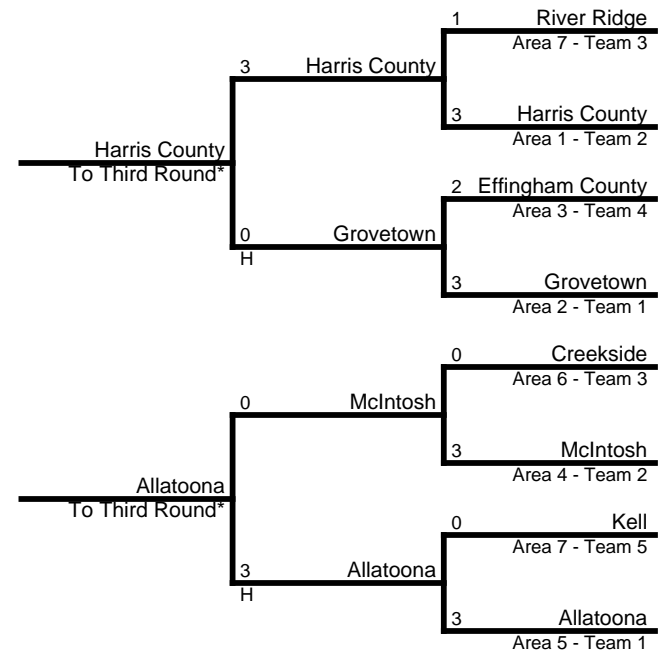 1 River Ridge
Area 7 - Team 3
3 Harris County
3 Harris County
Area 1 - Team 2
Harris County
To Third Round*
2 Effingham County
Area 3 - Team 4
0 Grovetown
H
3 Grovetown
Area 2 - Team 1
0 Creekside
Area 6 - Team 3
0 McIntosh
3 McIntosh
Area 4 - Team 2
Allatoona
To Third Round*
0 Kell
Area 7 - Team 5
3 Allatoona
H
3 Allatoona
Area 5 - Team 1